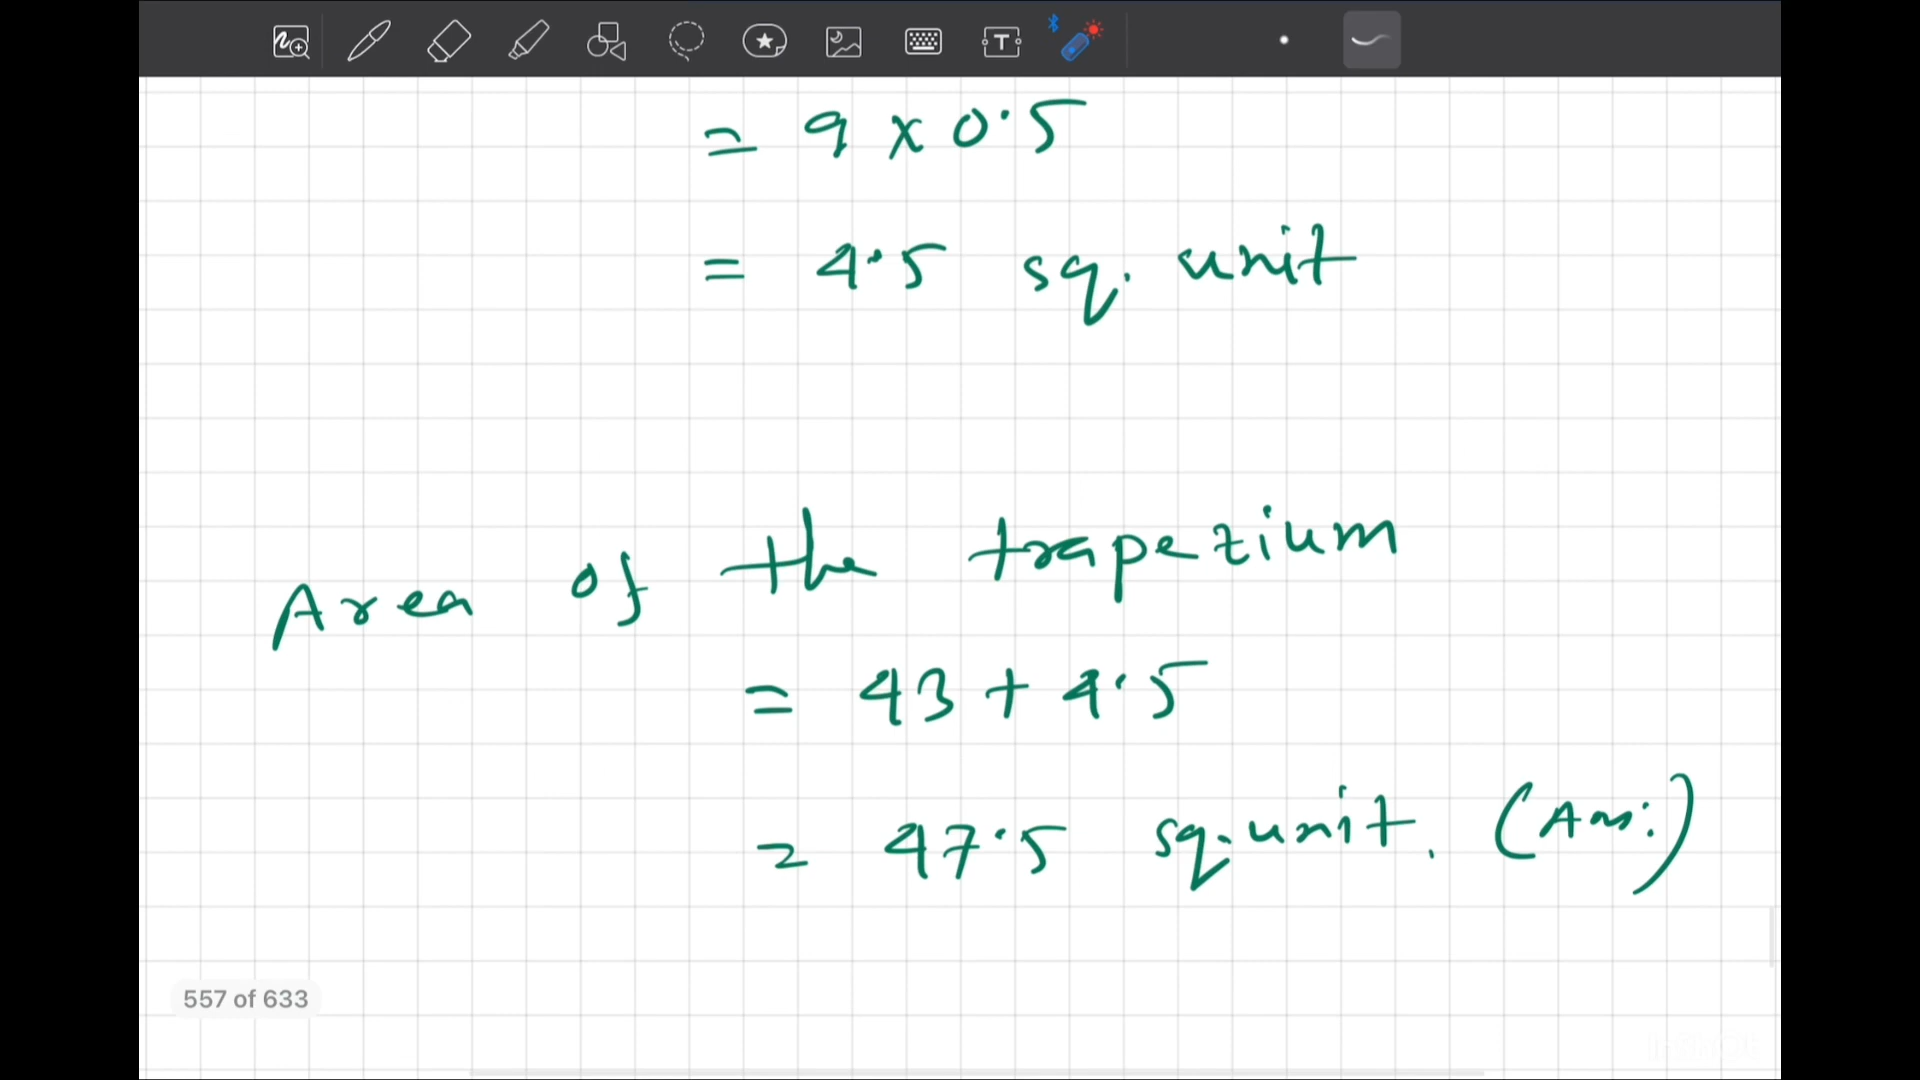 = 9 x 0.5
= 4.5 sq. unit
Area of the trapezium
= 43 + 4.5
= 47.5 sq. unit. (Ans:)
557 of 633